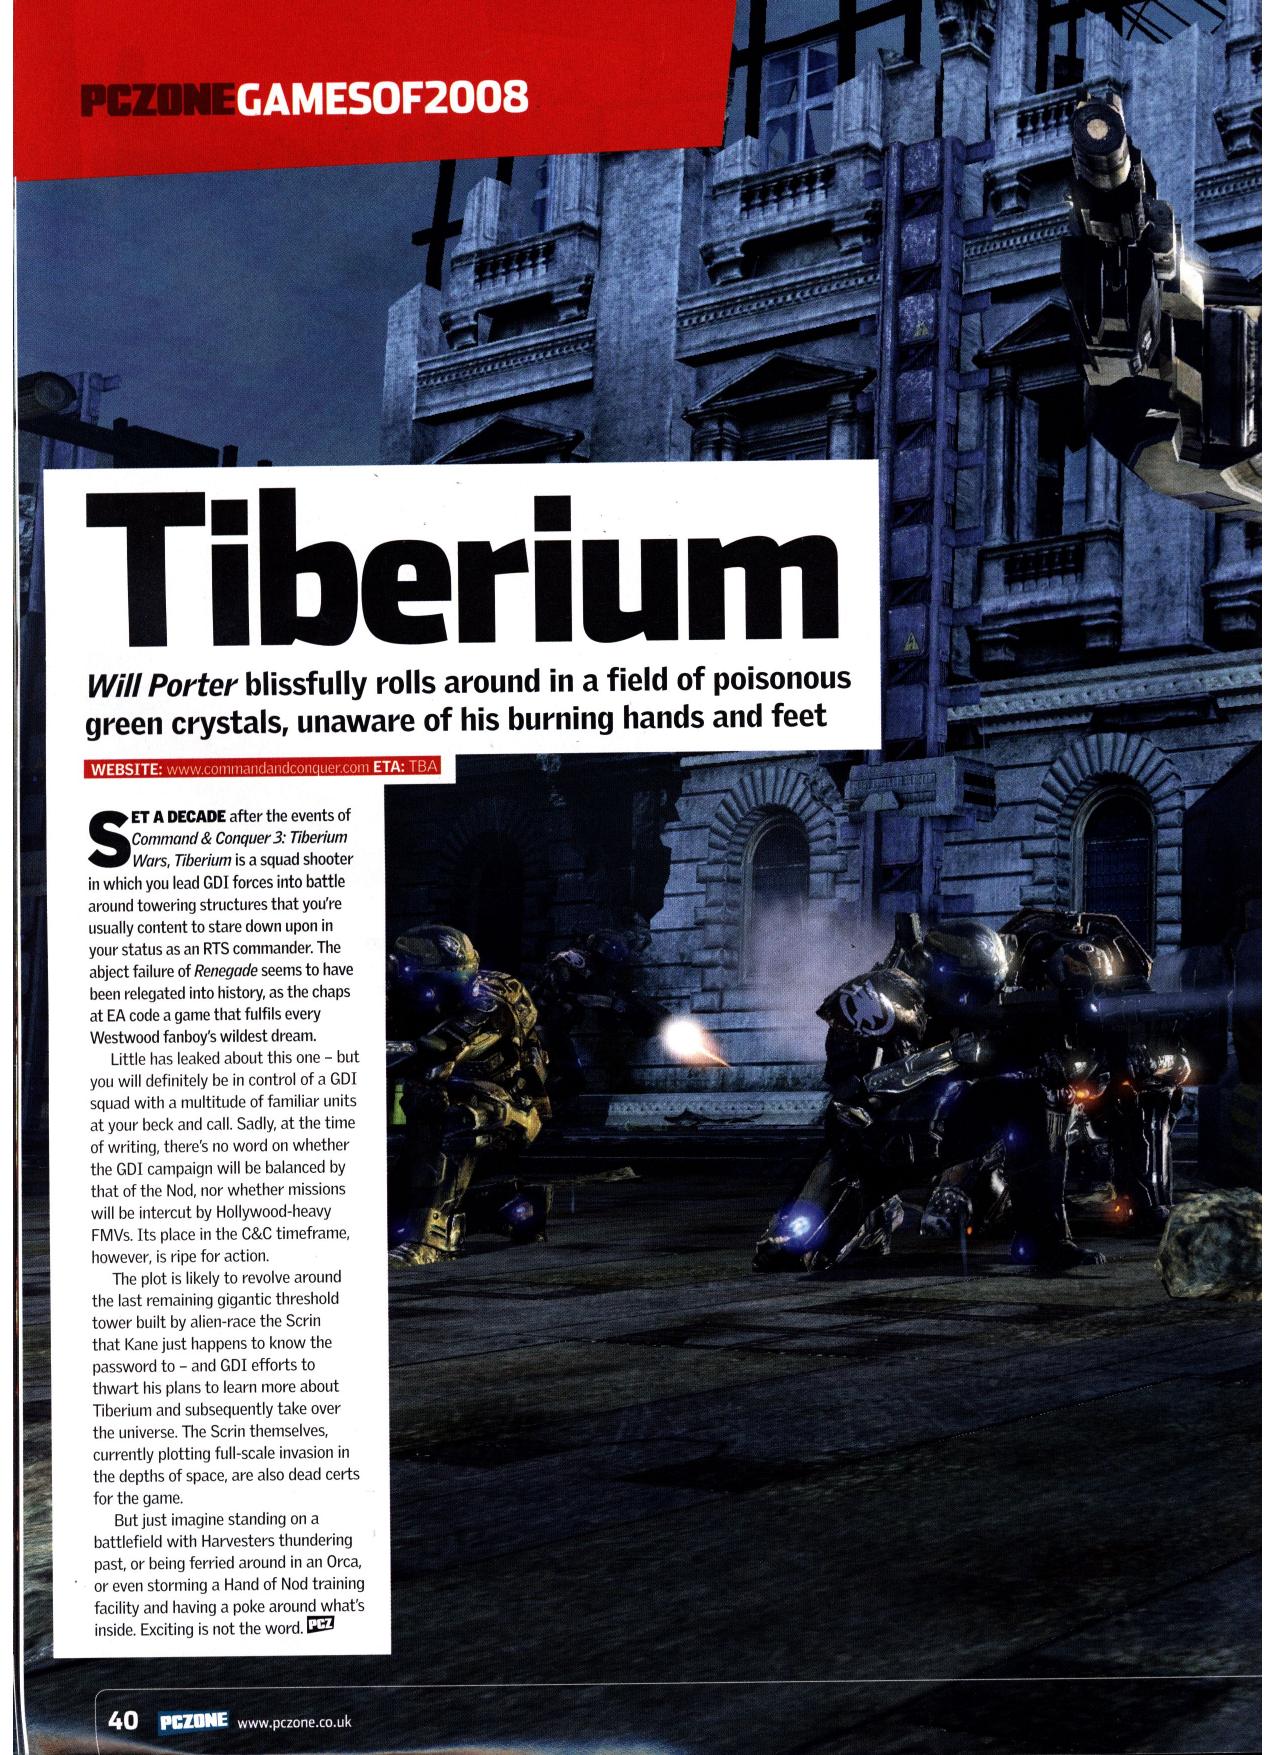 PCZONEGAMESOF2008
Tiberium
Will Porter blissfully rolls around in a field of poisonous
green crystals, unaware of his burning hands and feet
WEBSITE: www.commandandconquer.com ETA: TBA
SET A DECADE after the events of
Command & Conquer 3: Tiberium
Wars, Tiberium is a squad shooter
in which you lead GDI forces into battle
around towering structures that you're
usually content to stare down upon in
your status as an RTS commander. The
abject failure of Renegade seems to have
been relegated into history, as the chaps
at EA code a game that fulfils every
Westwood fanboy's wildest dream.
Little has leaked about this one – but
you will definitely be in control of a GDI
squad with a multitude of familiar units
at your beck and call. Sadly, at the time
of writing, there's no word on whether
the GDI campaign will be balanced by
that of the Nod, nor whether missions
will be intercut by Hollywood-heavy
FMVs. Its place in the C&C timeframe,
however, is ripe for action.
The plot is likely to revolve around
the last remaining gigantic threshold
tower built by alien-race the Scrin
that Kane just happens to know the
password to – and GDI efforts to
thwart his plans to learn more about
Tiberium and subsequently take over
the universe. The Scrin themselves,
currently plotting full-scale invasion in
the depths of space, are also dead certs
for the game.
But just imagine standing on a
battlefield with Harvesters thundering
past, or being ferried around in an Orca,
or even storming a Hand of Nod training
facility and having a poke around what's
inside. Exciting is not the word. PCZ
40 PCZONE www.pczone.co.uk